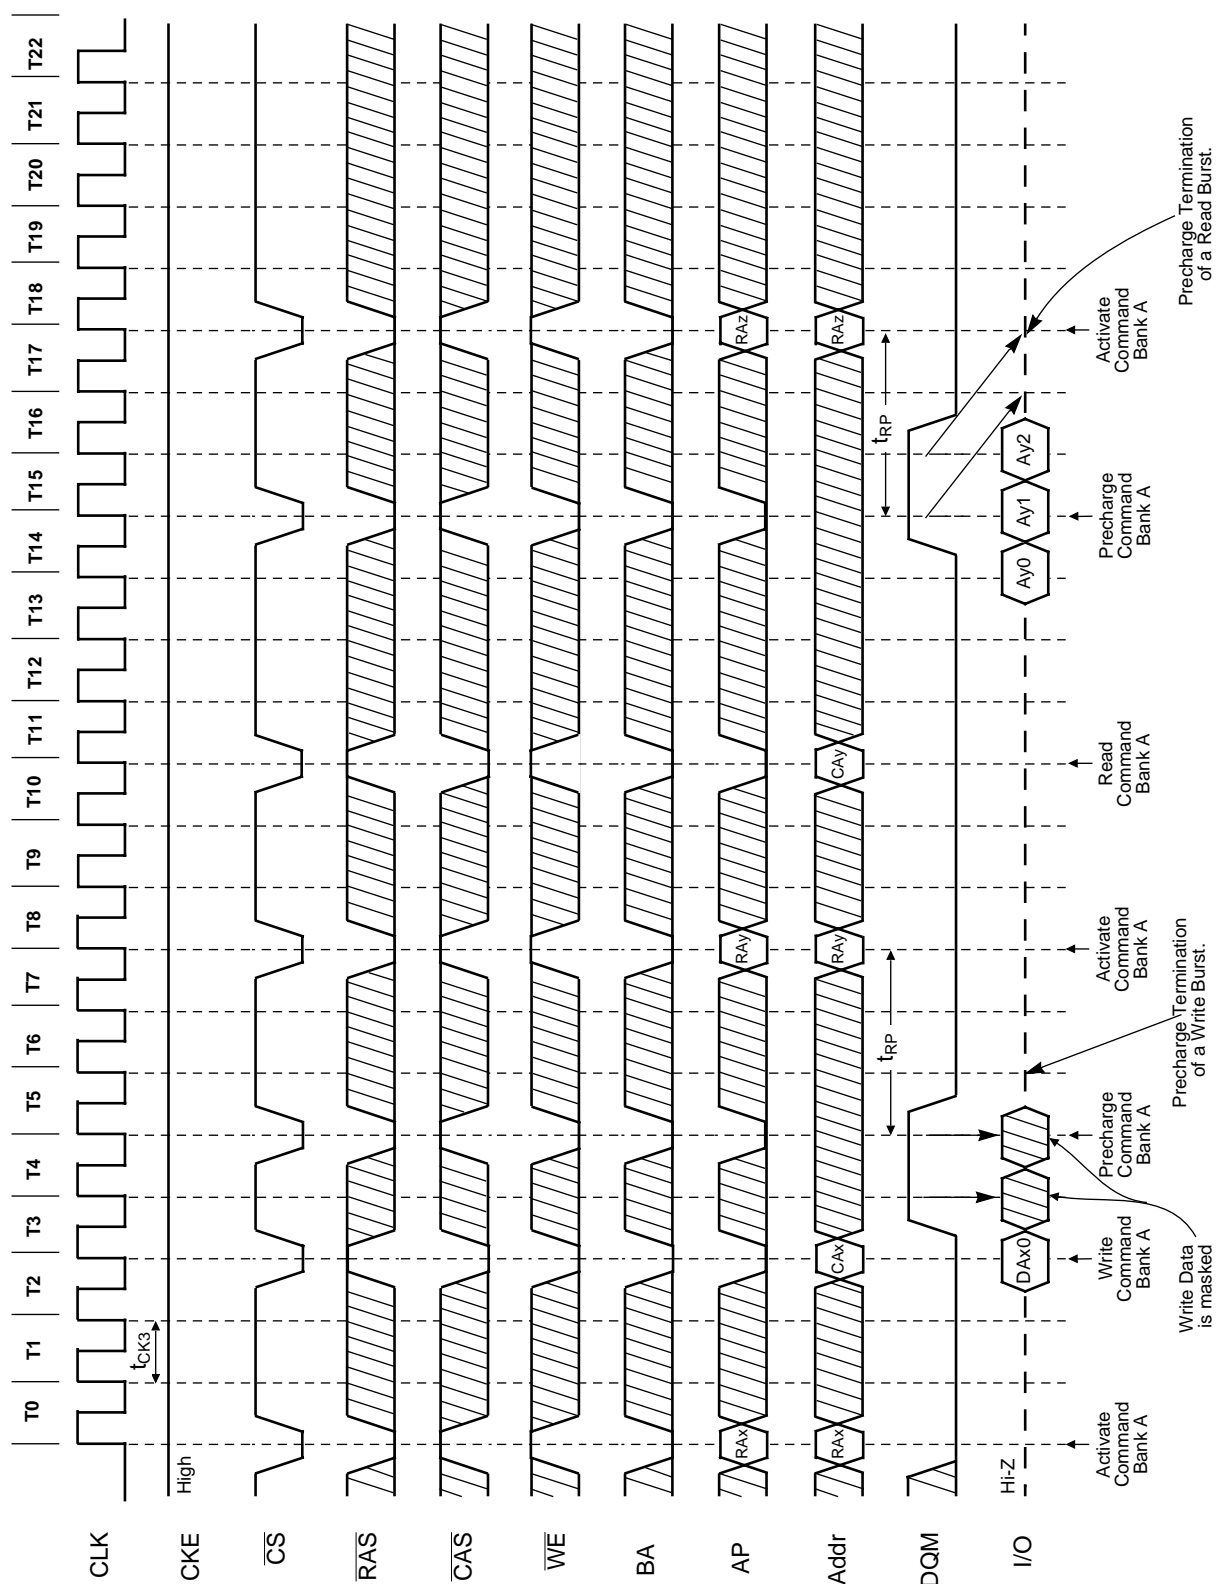 T0 T1 T2 T3 T4 T5 T6 T7 T8 T9 T10 T11 T12 T13 T14 T15 T16 T17 T18 T19 T20 T21 T22
CLK
tCK3
CKE
High
CS
RAS
CAS
WE
BA
AP
RAx
RAy
RAz
Addr
RAx
CAx
RAy
CAy
RAz
tRP
tRP
DQM
I/O
Hi-Z
DAx0
Ay0
Ay1
Ay2
Activate
Command
Bank A
Write
Command
Bank A
Precharge
Command
Bank A
Activate
Command
Bank A
Read
Command
Bank A
Precharge
Command
Bank A
Activate
Command
Bank A
Write Data
is masked
Precharge Termination
of a Write Burst.
Precharge Termination
of a Read Burst.